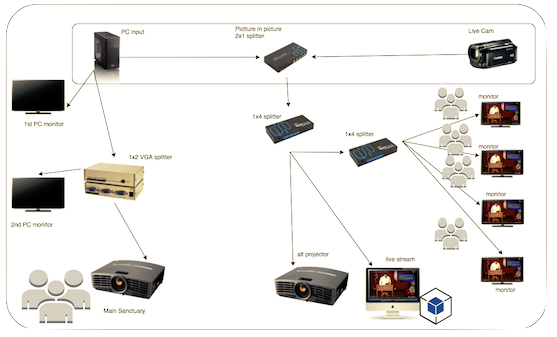 PC input
Picitture in picture
2x1 splitter
Live Cam
1st PC monitor
1x4 splitter
1x4 splitter
monitor
monitor
monitor
monitor
1x2 VGA splitter
2nd PC monitor
alt projector
live stream
Main Sanctuary